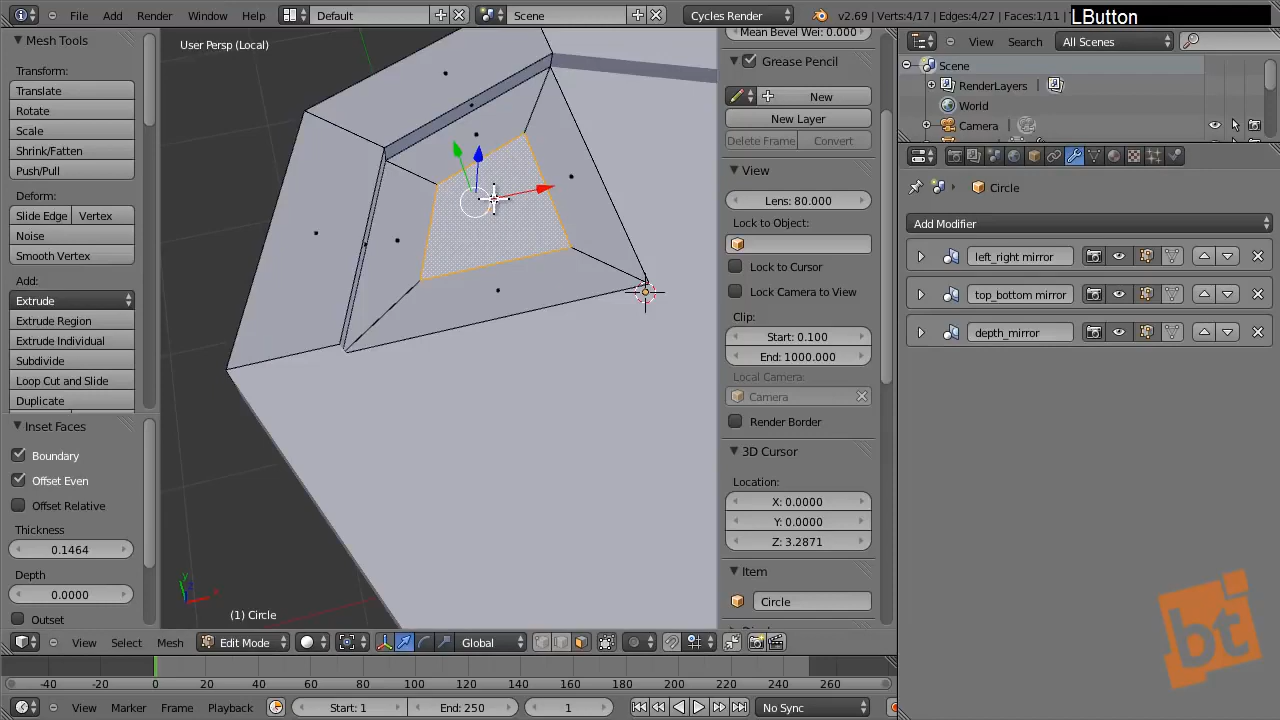 File Add Render Window Help Default Scene Cycles Render v2.69 | Verts:4/17 | Edges:4/27 | Faces:1/11 | LButton
Mesh Tools
Transform:
Translate
Rotate
Scale
Shrink/Fatten
Push/Pull
Deform:
Slide Edge Vertex
Noise
Smooth Vertex
Add:
Extrude
Extrude Region
Extrude Individual
Subdivide
Loop Cut and Slide
Duplicate
Inset Faces
Boundary
Offset Even
Offset Relative
Thickness
0.1464
Depth
0.0000
Outset
User Persp (Local)
(1) Circle
Mean Bevel Wei: 0.000
Grease Pencil
New
New Layer
Delete Frame Convert
View
Lens: 80.000
Lock to Object:
Lock to Cursor
Lock Camera to View
Clip:
Start: 0.100
End: 1000.000
Local Camera:
Camera
Render Border
3D Cursor
Location:
X: 0.0000
Y: 0.0000
Z: 3.2871
Item
Circle
View Search All Scenes
Scene
RenderLayers
World
Camera
Circle
Add Modifier
left_right mirror
top_bottom mirror
depth_mirror
View Select Mesh Edit Mode Global
-40 -20 0 20 40 60 80 100 120 140 160 180 200 220 240 260
View Marker Frame Playback Start: 1 End: 250 1 No Sync
bt